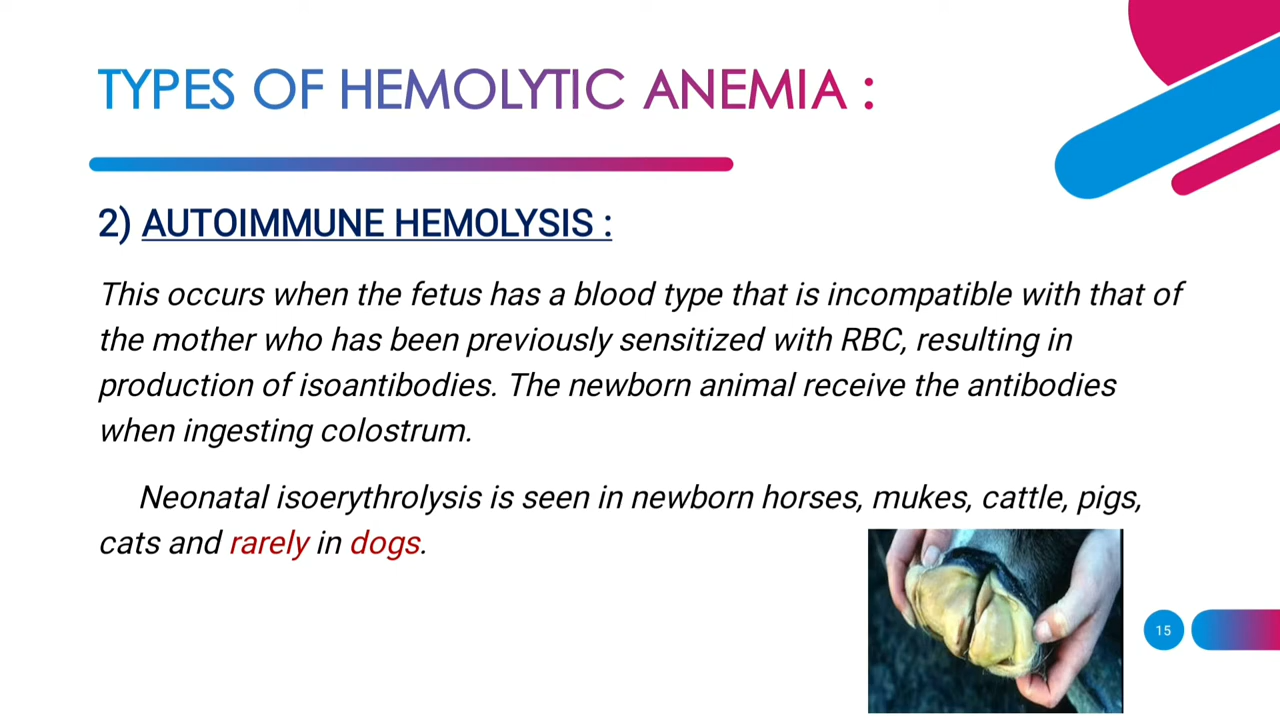 TYPES OF HEMOLYTIC ANEMIA :
2) AUTOIMMUNE HEMOLYSIS :
This occurs when the fetus has a blood type that is incompatible with that of
the mother who has been previously sensitized with RBC, resulting in
production of isoantibodies. The newborn animal receive the antibodies
when ingesting colostrum.
Neonatal isoerythrolysis is seen in newborn horses, mukes, cattle, pigs,
cats and rarely in dogs.
15